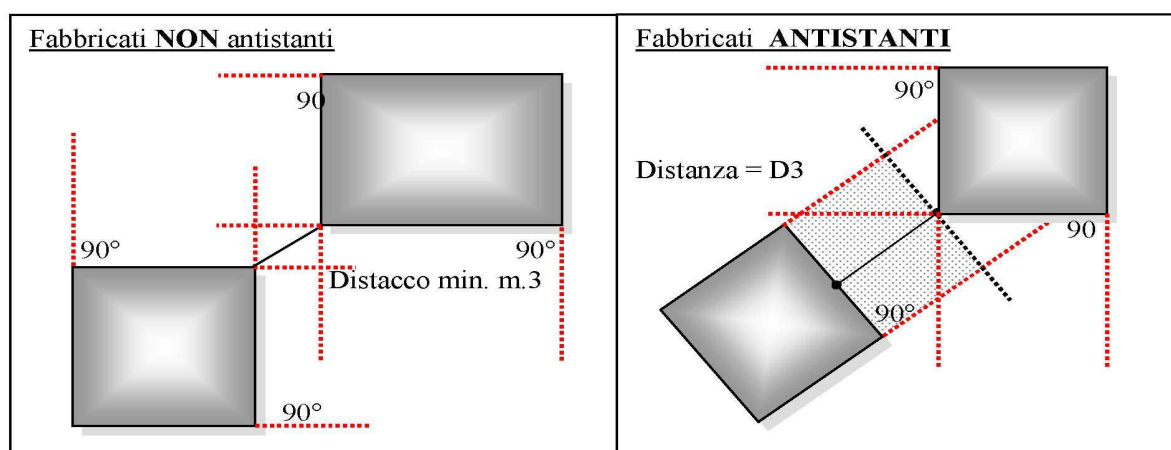 Fabbricati NON antistanti
90
90°
90°
Distacco min. m.3
90°
Fabbricati ANTISTANTI
90°
Distanza = D3
90
90°